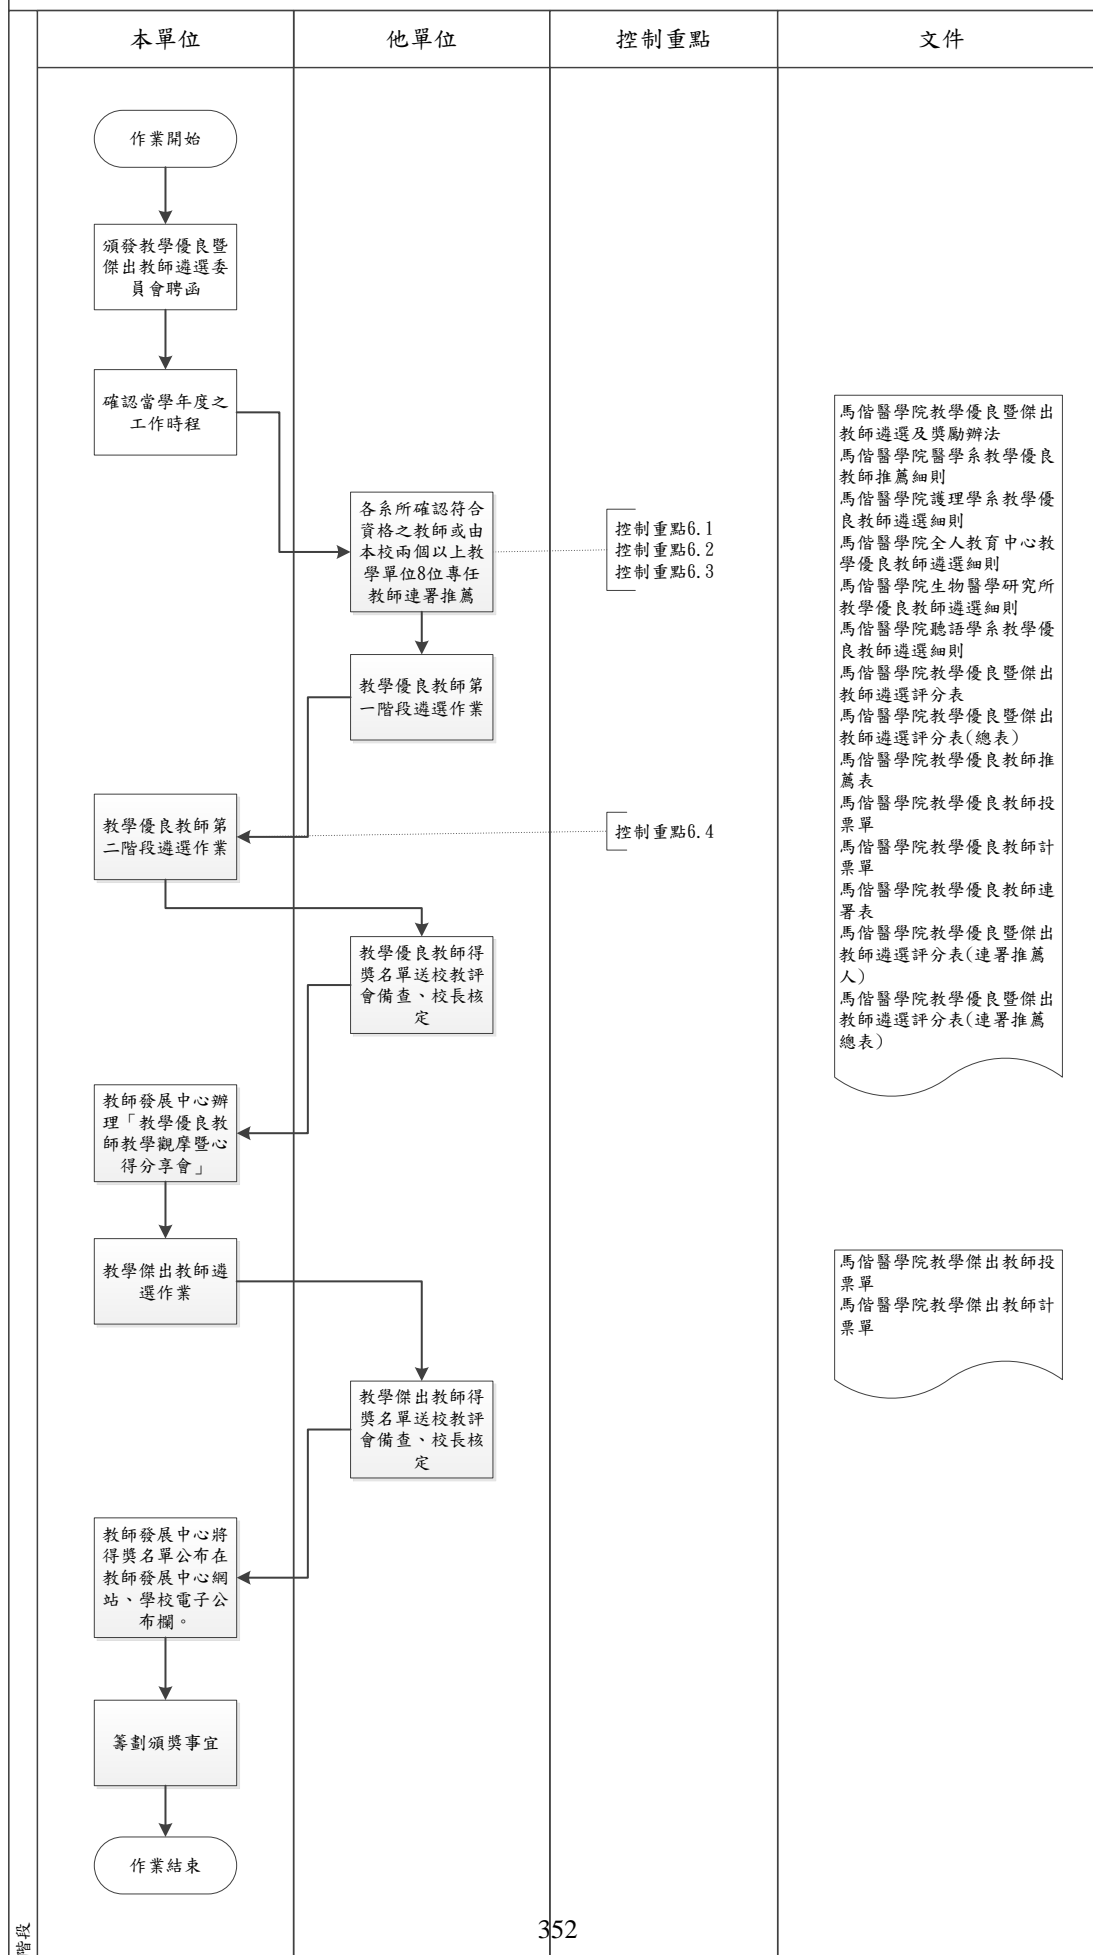 本單位
他單位
控制重點
文件
作業開始
頒發教學優良暨
傑出教師遴選委
員會聘函
確認當學年度之
工作時程
各系所確認符合
資格之教師或由
本校兩個以上教
學單位8位專任
教師連署推薦
控制重點6.1
控制重點6.2
控制重點6.3
馬偕醫學院教學優良暨傑出
教師遴選及獎勵辦法
馬偕醫學院醫學系教學優良
教師推薦細則
馬偕醫學院護理學系教學優
良教師遴選細則
馬偕醫學院全人教育中心教
學優良教師遴選細則
馬偕醫學院生物醫學研究所
教學優良教師遴選細則
馬偕醫學院聽語學系教學優
良教師遴選細則
馬偕醫學院教學優良暨傑出
教師遴選評分表
馬偕醫學院教學優良暨傑出
教師遴選評分表(總表)
馬偕醫學院教學優良教師推
薦表
馬偕醫學院教學優良教師投
票單
馬偕醫學院教學優良教師計
票單
馬偕醫學院教學優良教師連
署表
馬偕醫學院教學優良暨傑出
教師遴選評分表(連署推薦
人)
馬偕醫學院教學優良暨傑出
教師遴選評分表(連署推薦
總表)
教學優良教師第
一階段遴選作業
教學優良教師第
二階段遴選作業
控制重點6.4
教學優良教師得
獎名單送校教評
會備查、校長核
定
教師發展中心辦
理「教學優良教
師教學觀摩暨心
得分享會」
教學傑出教師遴
選作業
馬偕醫學院教學傑出教師投
票單
馬偕醫學院教學傑出教師計
票單
教學傑出教師得
獎名單送校教評
會備查、校長核
定
教師發展中心將
得獎名單公布在
教師發展中心網
站、學校電子公
布欄。
籌劃頒獎事宜
作業結束
階段
352